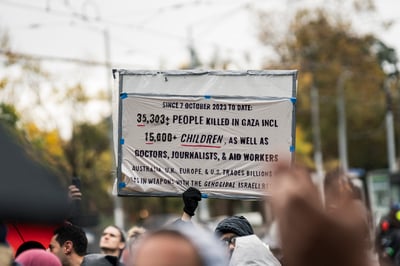 SINCE 7 OCTOBER 2023 TO DATE:
35,303± PEOPLE KILLED IN GAZA INCL
15,000+ CHILDREN, AS WELL AS
DOCTORS, JOURNALISTS, & AID WORKERS
AUSTRALIA, U.K., EUROPE, & U.S. TRADES BILLIONS
IN WEAPONS WITH THE GENOCIDAL ISRAELI